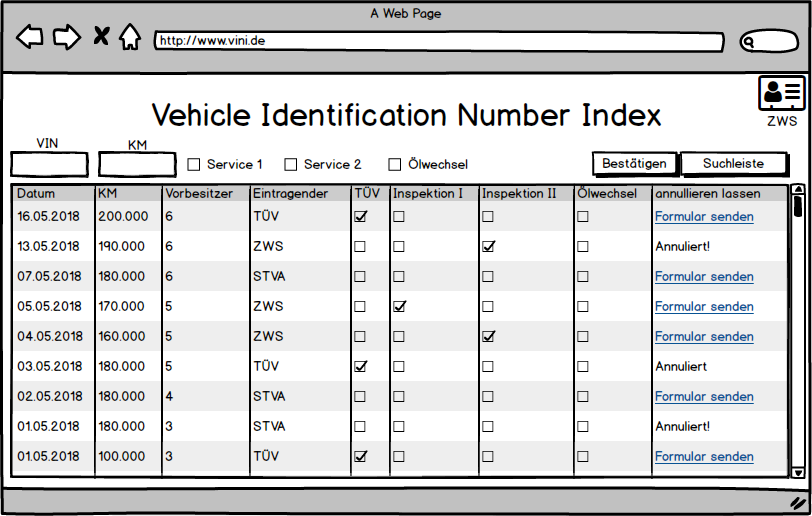 A Web Page
http://www.vini.de
Vehicle Identification Number Index
ZWS
VIN
KM
Service 1
Service 2
Ölwechsel
Bestätigen
Suchleiste
Datum KM Vorbesitzer Eintragender TÜV Inspektion I Inspektion II Ölwechsel annullieren lassen
16.05.2018 200.000 6 TÜV Formular senden
13.05.2018 190.000 6 ZWS Annuliert!
07.05.2018 180.000 6 STVA Formular senden
05.05.2018 170.000 5 ZWS Formular senden
04.05.2018 160.000 5 ZWS Formular senden
03.05.2018 180.000 5 TÜV Annuliert
02.05.2018 180.000 4 STVA Formular senden
01.05.2018 180.000 3 STVA Annuliert!
01.05.2018 100.000 3 TÜV Formular senden